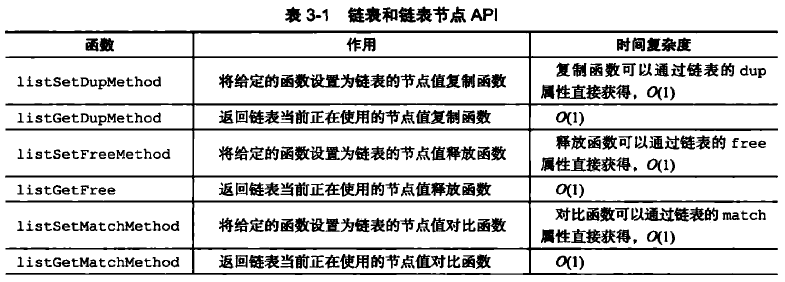 表 3-1 链表和链表节点 API
函数 作用 时间复杂度
listSetDupMethod 将给定的函数设置为链表的节点值复制函数 复制函数可以通过链表的 dup
属性直接获得，O(1)
listGetDupMethod 返回链表当前正在使用的节点值复制函数 O(1)
listSetFreeMethod 将给定的函数设置为链表的节点值释放函数 释放函数可以通过链表的 free
属性直接获得，O(1)
listGetFree 返回链表当前正在使用的节点值释放函数 O(1)
listSetMatchMethod 将给定的函数设置为链表的节点值对比函数 对比函数可以通过链表的 match
属性直接获得，O(1)
listGetMatchMethod 返回链表当前正在使用的节点值对比函数 O(1)